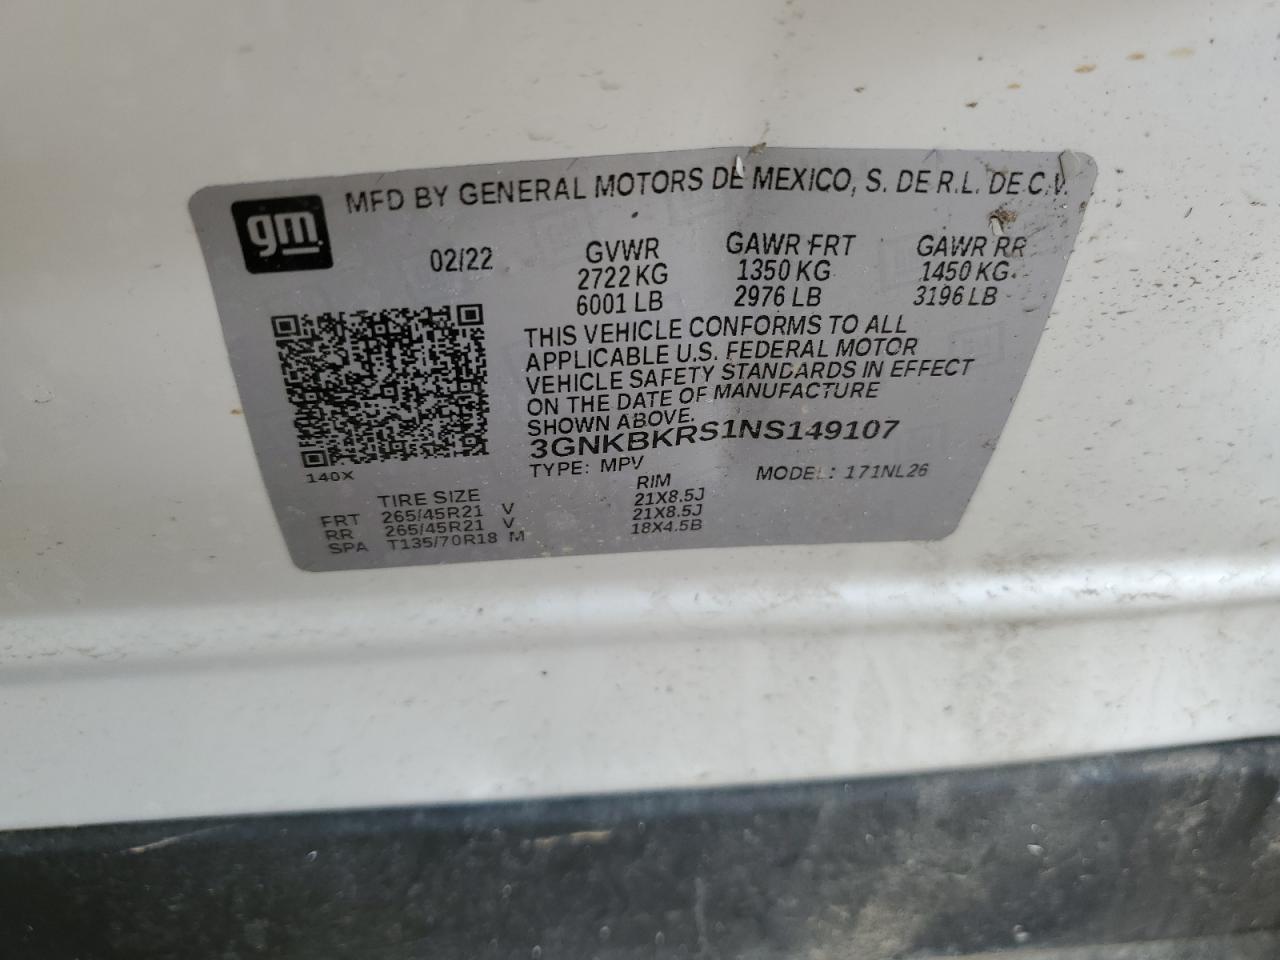 gm
MFD BY GENERAL MOTORS DE MEXICO, S. DE R.L. DE C.V.
02/22 GVWR GAWR FRT GAWR RR
2722 KG 1350 KG 1450 KG
6001 LB 2976 LB 3196 LB
THIS VEHICLE CONFORMS TO ALL
APPLICABLE U.S. FEDERAL MOTOR
VEHICLE SAFETY STANDARDS IN EFFECT
ON THE DATE OF MANUFACTURE
SHOWN ABOVE.
3GNKBKRS1NS149107
140X TYPE: MPV MODEL: 171NL26
TIRE SIZE RIM
FRT 265/45R21 V 21X8.5J
RR 265/45R21 V 21X8.5J
SPA T135/70R18 M 18X4.5B